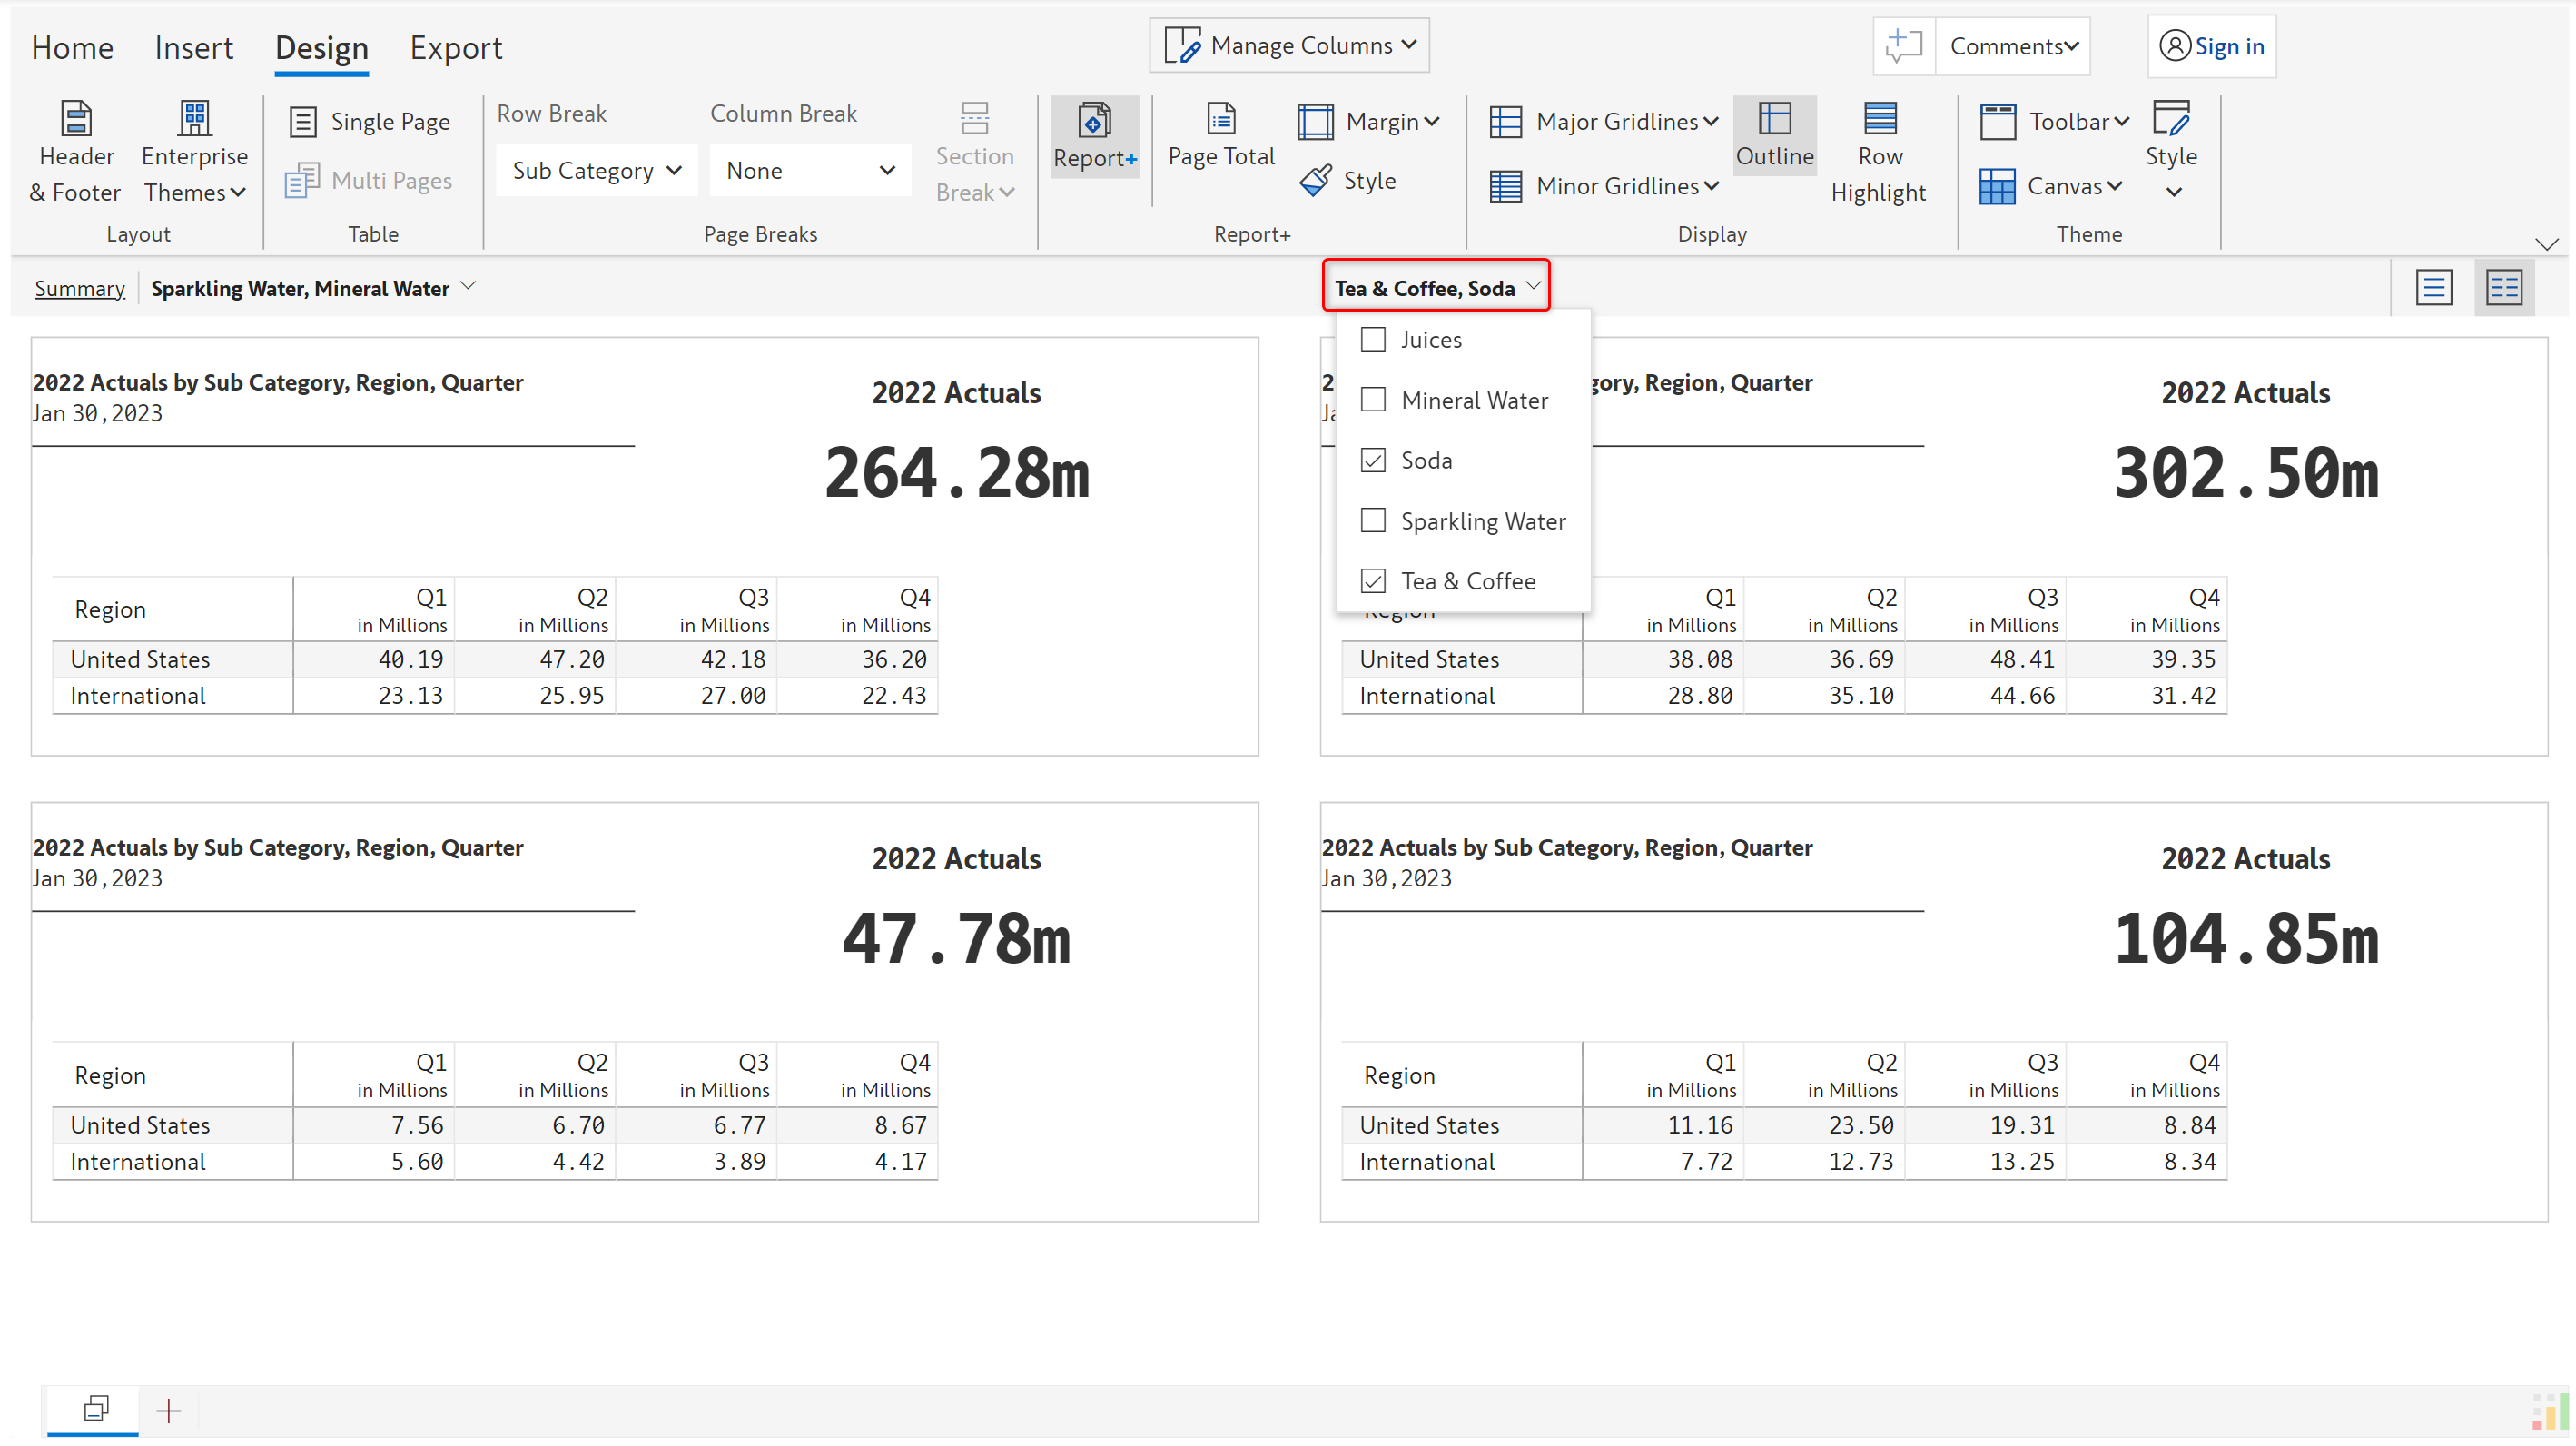 Home Insert Design Export
Manage Columns
Comments
Sign in
Header
& Footer
Enterprise
Themes
Layout
Single Page
Multi Pages
Table
Row Break
Sub Category
Column Break
None
Section
Break
Page Breaks
Report+
Page Total
Margin
Style
Report+
Major Gridlines
Minor Gridlines
Outline
Row
Highlight
Display
Toolbar
Canvas
Style
Theme
Summary
Sparkling Water, Mineral Water
Tea & Coffee, Soda
Juices
Mineral Water
Soda
Sparkling Water
Tea & Coffee
2022 Actuals by Sub Category, Region, Quarter
Jan 30,2023
2022 Actuals
264.28m
Region Q1 in Millions Q2 in Millions Q3 in Millions Q4 in Millions
United States 40.19 47.20 42.18 36.20
International 23.13 25.95 27.00 22.43
gory, Region, Quarter
2022 Actuals
302.50m
Region Q1 in Millions Q2 in Millions Q3 in Millions Q4 in Millions
United States 38.08 36.69 48.41 39.35
International 28.80 35.10 44.66 31.42
2022 Actuals by Sub Category, Region, Quarter
Jan 30,2023
2022 Actuals
47.78m
Region Q1 in Millions Q2 in Millions Q3 in Millions Q4 in Millions
United States 7.56 6.70 6.77 8.67
International 5.60 4.42 3.89 4.17
2022 Actuals by Sub Category, Region, Quarter
Jan 30,2023
2022 Actuals
104.85m
Region Q1 in Millions Q2 in Millions Q3 in Millions Q4 in Millions
United States 11.16 23.50 19.31 8.84
International 7.72 12.73 13.25 8.34